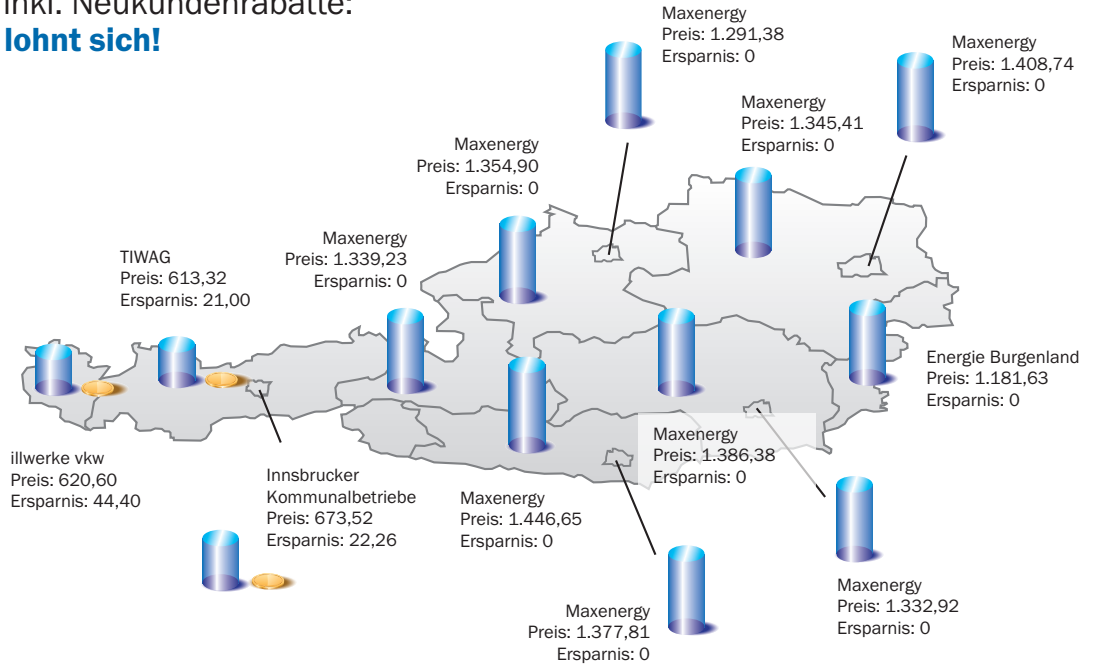 inkl. Neukundenrabatte:
lohnt sich!
Maxenergy
Preis: 1.291,38
Ersparnis: 0
Maxenergy
Preis: 1.408,74
Ersparnis: 0
Maxenergy
Preis: 1.345,41
Ersparnis: 0
Maxenergy
Preis: 1.354,90
Ersparnis: 0
Maxenergy
Preis: 1.339,23
Ersparnis: 0
TIWAG
Preis: 613,32
Ersparnis: 21,00
Energie Burgenland
Preis: 1.181,63
Ersparnis: 0
illwerke vkw
Preis: 620,60
Ersparnis: 44,40
Innsbrucker
Kommunalbetriebe
Preis: 673,52
Ersparnis: 22,26
Maxenergy
Preis: 1.446,65
Ersparnis: 0
Maxenergy
Preis: 1.386,38
Ersparnis: 0
Maxenergy
Preis: 1.377,81
Ersparnis: 0
Maxenergy
Preis: 1.332,92
Ersparnis: 0